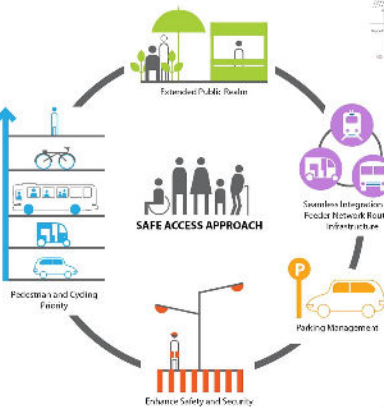 Extended Public Realm
Seamless Integration
Feeder Network Rout
Infrastructure
SAFE ACCESS APPROACH
P
Parking Management
Pedestrian and Cycling
Priority
Enhance Safety and Security